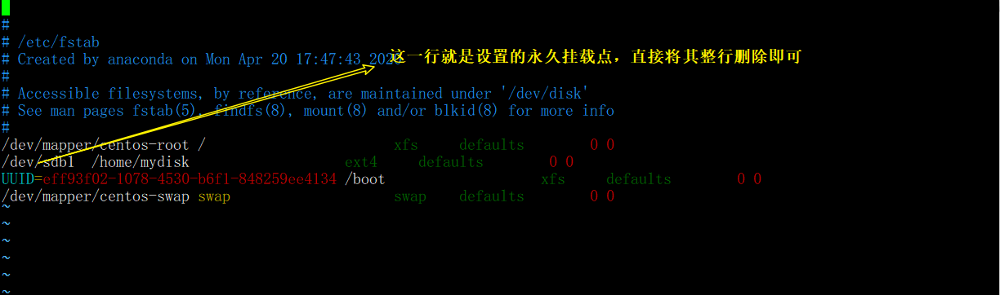 #
# /etc/fstab
# Created by anaconda on Mon Apr 20 17:47:43 2020
这一行就是设置的永久挂载点，直接将其整行删除即可
#
# Accessible filesystems, by reference, are maintained under '/dev/disk'
# See man pages fstab(5), findfs(8), mount(8) and/or blkid(8) for more info
#
/dev/mapper/centos-root / xfs defaults 0 0
/dev/sdb1 /home/mydisk ext4 defaults 0 0
UUID=eff93f02-1078-4530-b6f1-848259ee4134 /boot xfs defaults 0 0
/dev/mapper/centos-swap swap swap defaults 0 0
~
~
~
~
~
~